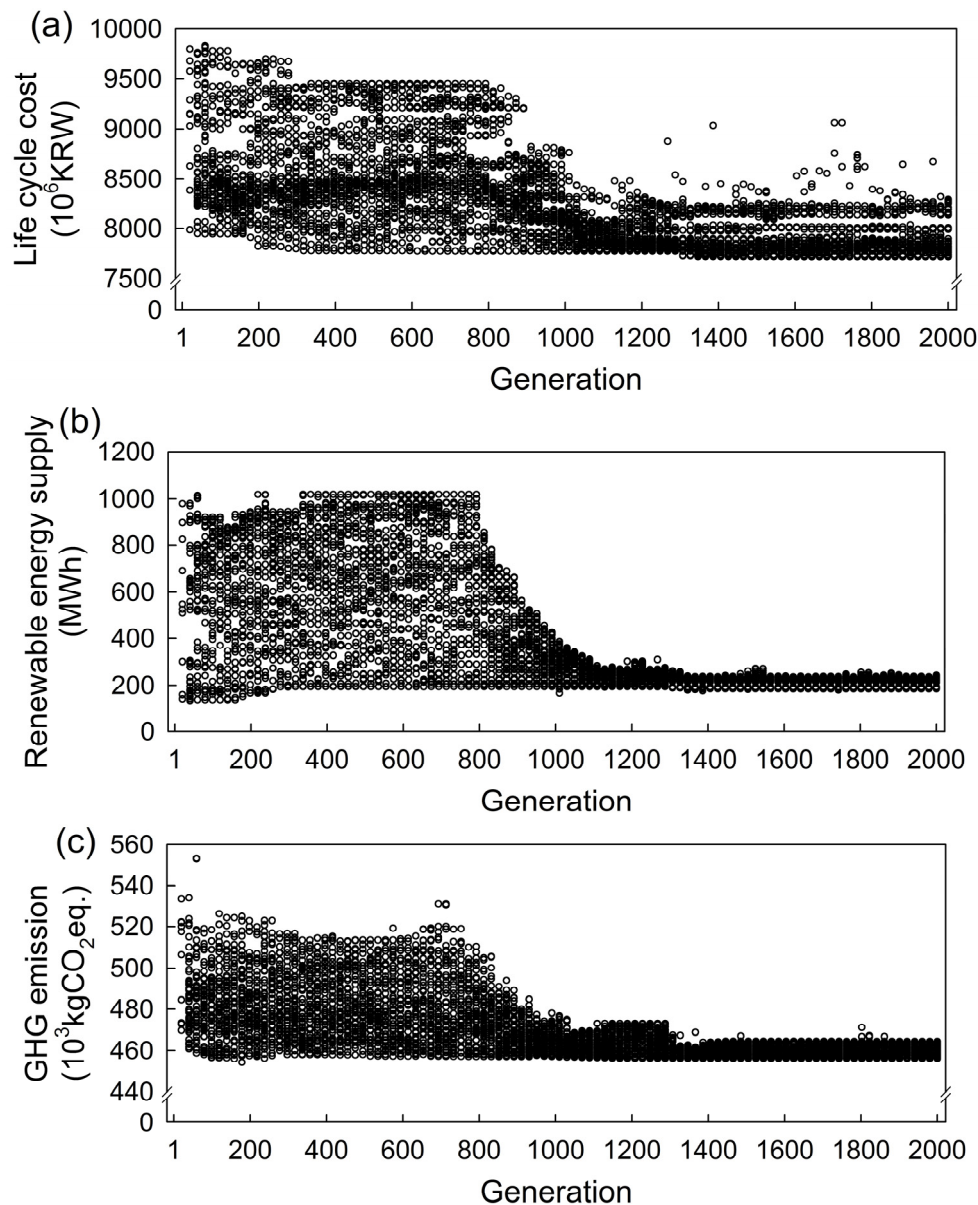 (a)
Life cycle cost
(10⁶KRW)
10000
9500
9000
8500
8000
7500
0
1 200 400 600 800 1000 1200 1400 1600 1800 2000
Generation
(b)
Renewable energy supply
(MWh)
1200
1000
800
600
400
200
0
1 200 400 600 800 1000 1200 1400 1600 1800 2000
Generation
(c)
GHG emission
(10³kgCO₂eq.)
560
540
520
500
480
460
440
0
1 200 400 600 800 1000 1200 1400 1600 1800 2000
Generation